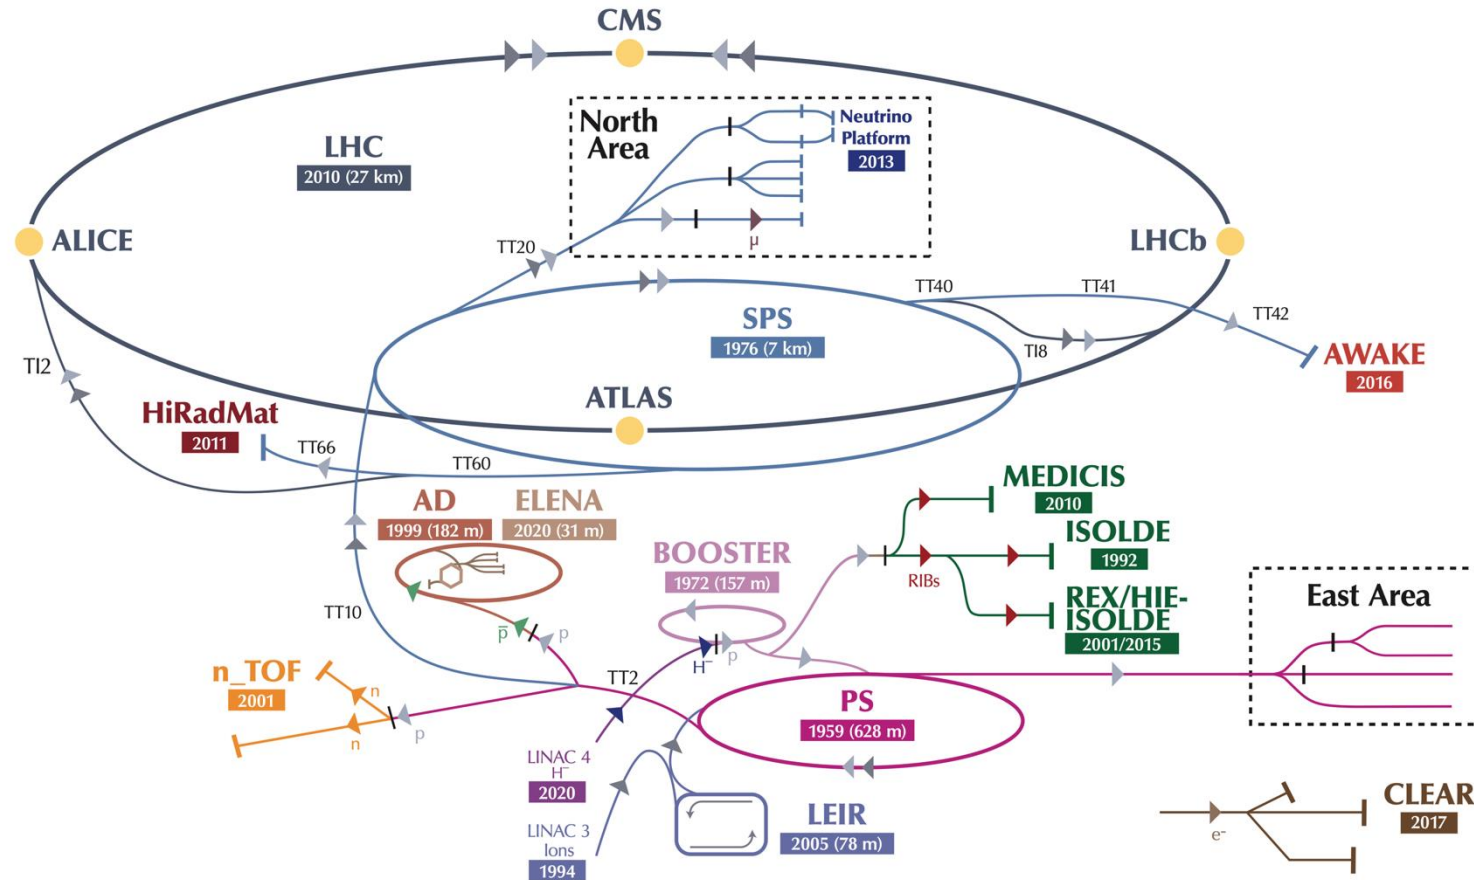 CMS
North
Area
Neutrino
Platform
2013
LHC
2010 (27 km)
μ
ALICE
LHCb
TT20
TT40
TT41
TT42
SPS
1976 (7 km)
TI8
AWAKE
2016
TI2
ATLAS
HiRadMat
2011
TT66
TT60
AD
1999 (182 m)
ELENA
2020 (31 m)
MEDICIS
2010
BOOSTER
1972 (157 m)
ISOLDE
1992
RIBs
REX/HIE-
ISOLDE
2001/2015
East Area
TT10
p̅
p
H⁻
p
n_TOF
2001
n
n
p
TT2
PS
1959 (628 m)
LINAC 4
H⁻
2020
LINAC 3
Ions
1994
LEIR
2005 (78 m)
CLEAR
2017
e⁻